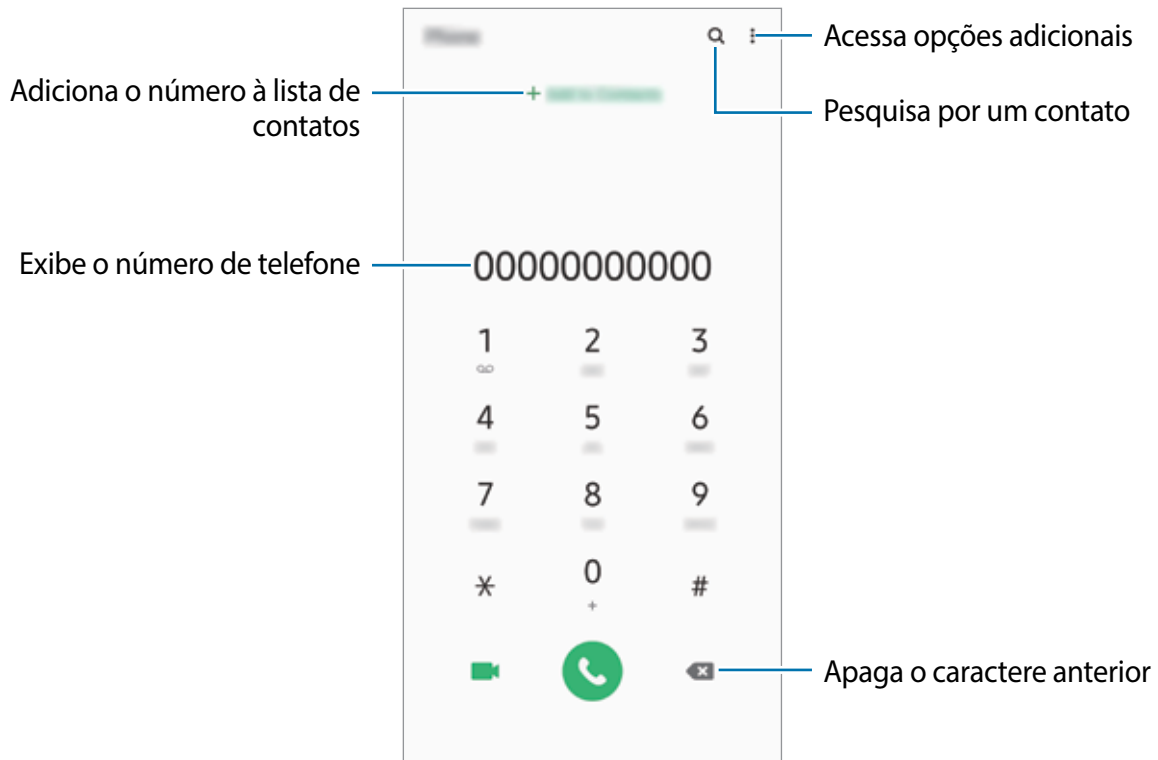 Acessa opções adicionais
Adiciona o número à lista de
contatos
+
Pesquisa por um contato
Exibe o número de telefone
00000000000
1 2 3
4 5 6
7 8 9
* 0 #
+
Apaga o caractere anterior